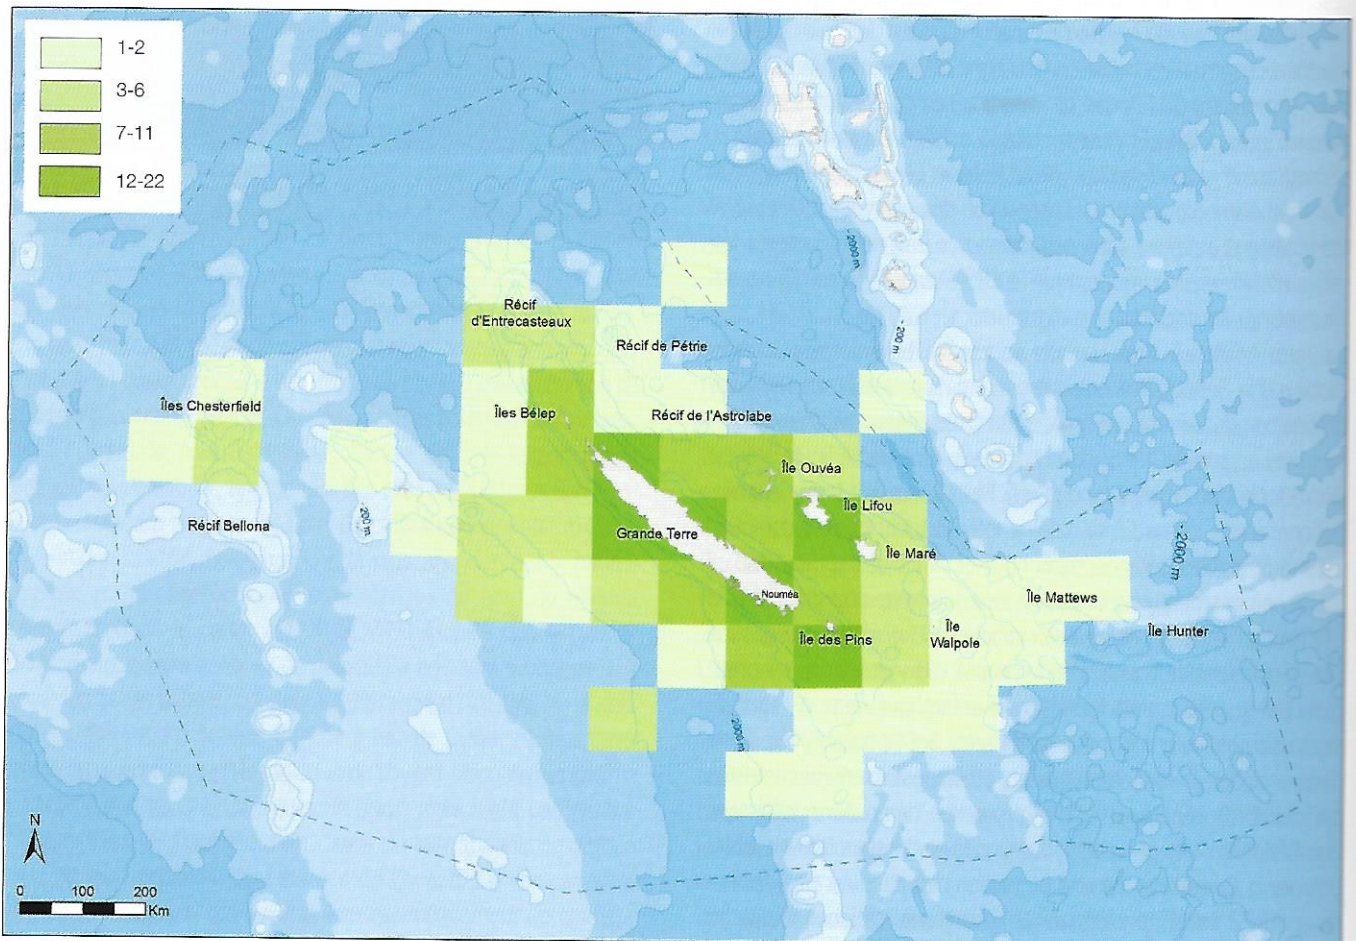 1-2
3-6
7-11
12-22
Récif
d'Entrecasteaux
Récif de Pétrie
Îles Chesterfield
Îles Bélep
Récif de l'Astrolabe
Île Ouvéa
Île Lifou
Récif Bellona
Grande Terre
Île Maré
Nouméa
Île Mattews
Île
Walpole
Île Hunter
Île des Pins
- 2000 m
- 200 m
- 200 m
- 2000 m
- 2000 m
N
0 100 200
Km